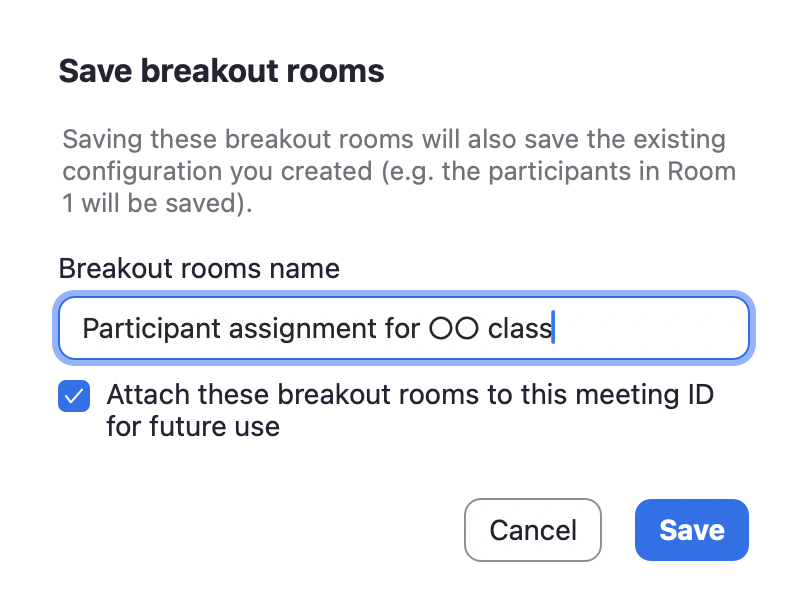 Save breakout rooms
Saving these breakout rooms will also save the existing
configuration you created (e.g. the participants in Room
1 will be saved).
Breakout rooms name
Participant assignment for ○○ class
Attach these breakout rooms to this meeting ID
for future use
Cancel
Save